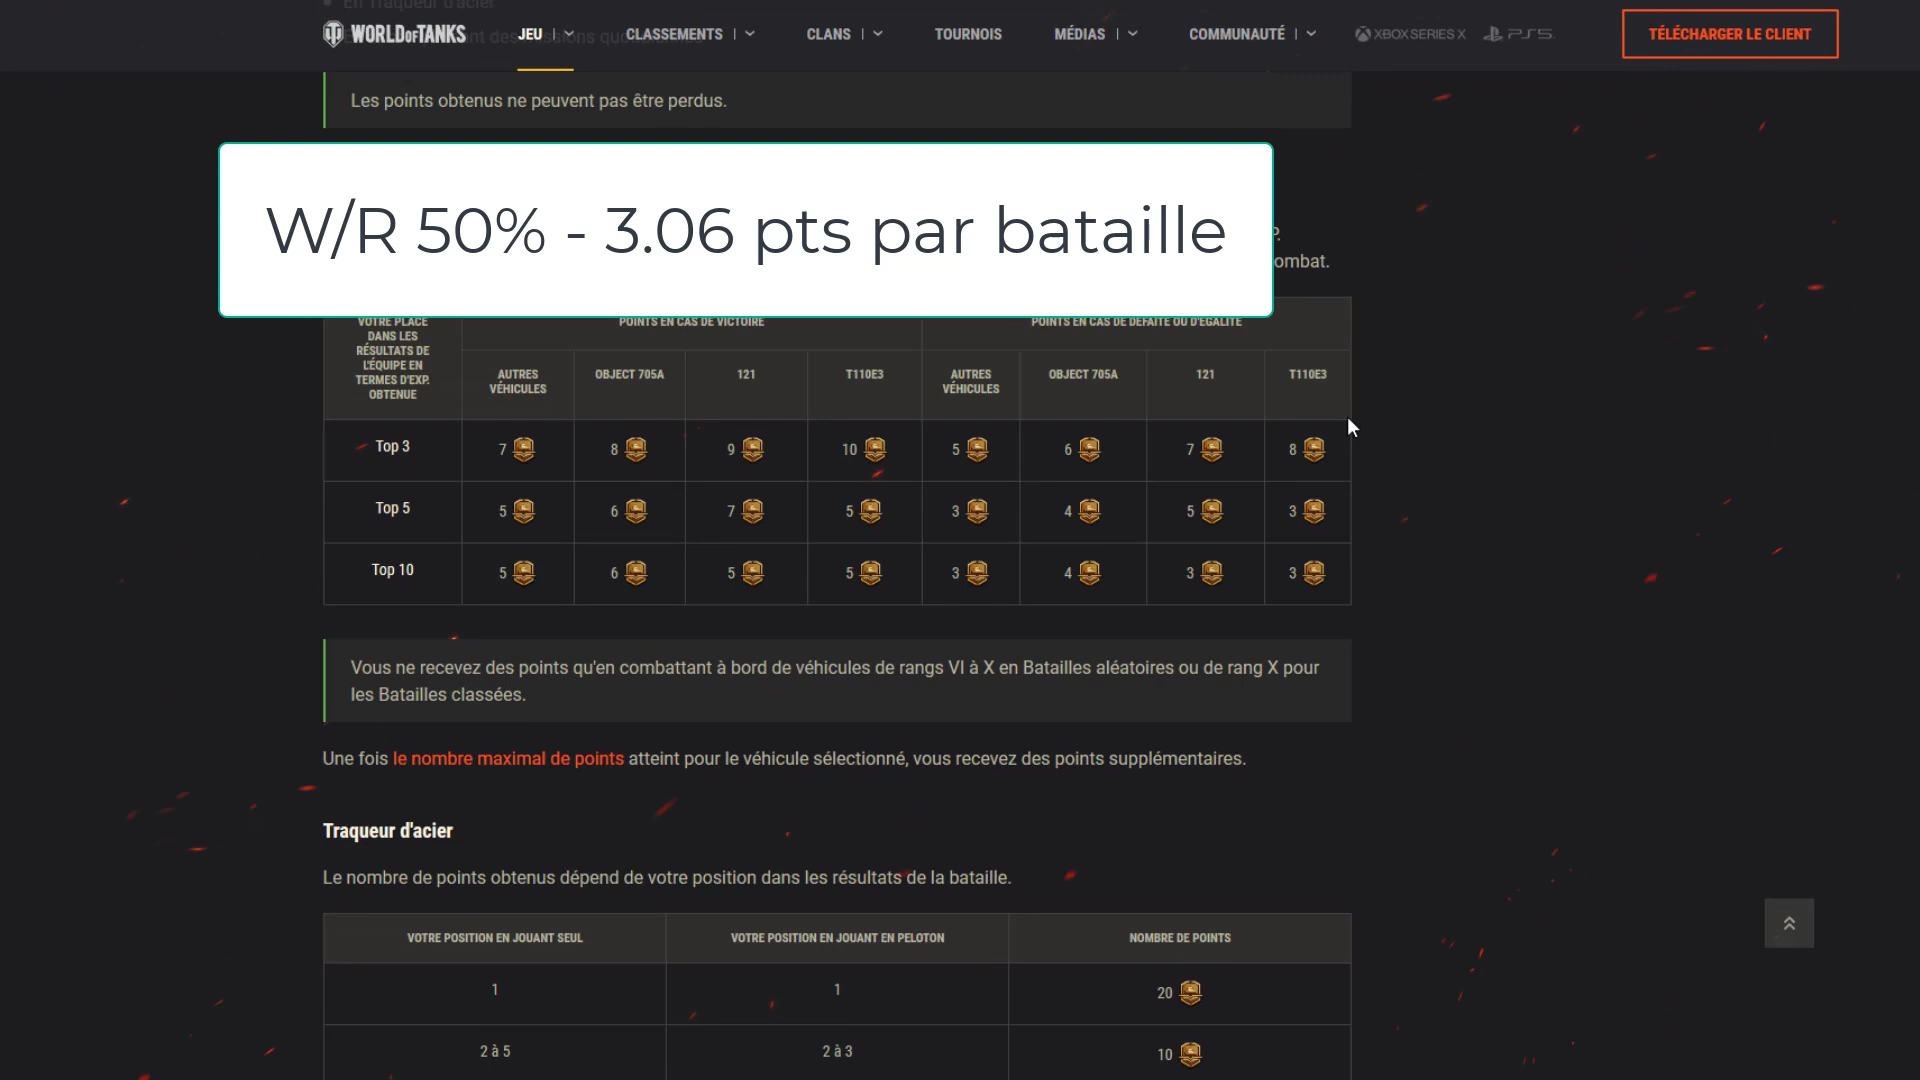 En Traqueur d'acier
WORLD OF TANKS
JEU
CLASSEMENTS
CLANS
TOURNOIS
MÉDIAS
COMMUNAUTÉ
XBOX SERIES X
PS5
TÉLÉCHARGER LE CLIENT
Les points obtenus ne peuvent pas être perdus.
W/R 50% - 3.06 pts par bataille
ombat.
VOTRE PLACE
DANS LES
RÉSULTATS DE
L'ÉQUIPE EN
TERMES D'EXP.
OBTENUE
POINTS EN CAS DE VICTOIRE
POINTS EN CAS DE DÉFAITE OU D'ÉGALITÉ
AUTRES
VÉHICULES
OBJECT 705A
121
T110E3
AUTRES
VÉHICULES
OBJECT 705A
121
T110E3
Top 3 7 8 9 10 5 6 7 8
Top 5 5 6 7 5 3 4 5 3
Top 10 5 6 5 5 3 4 3 3
Vous ne recevez des points qu'en combattant à bord de véhicules de rangs VI à X en Batailles aléatoires ou de rang X pour
les Batailles classées.
Une fois le nombre maximal de points atteint pour le véhicule sélectionné, vous recevez des points supplémentaires.
Traqueur d'acier
Le nombre de points obtenus dépend de votre position dans les résultats de la bataille.
VOTRE POSITION EN JOUANT SEUL
VOTRE POSITION EN JOUANT EN PELOTON
NOMBRE DE POINTS
1 1 20
2 à 5 2 à 3 10